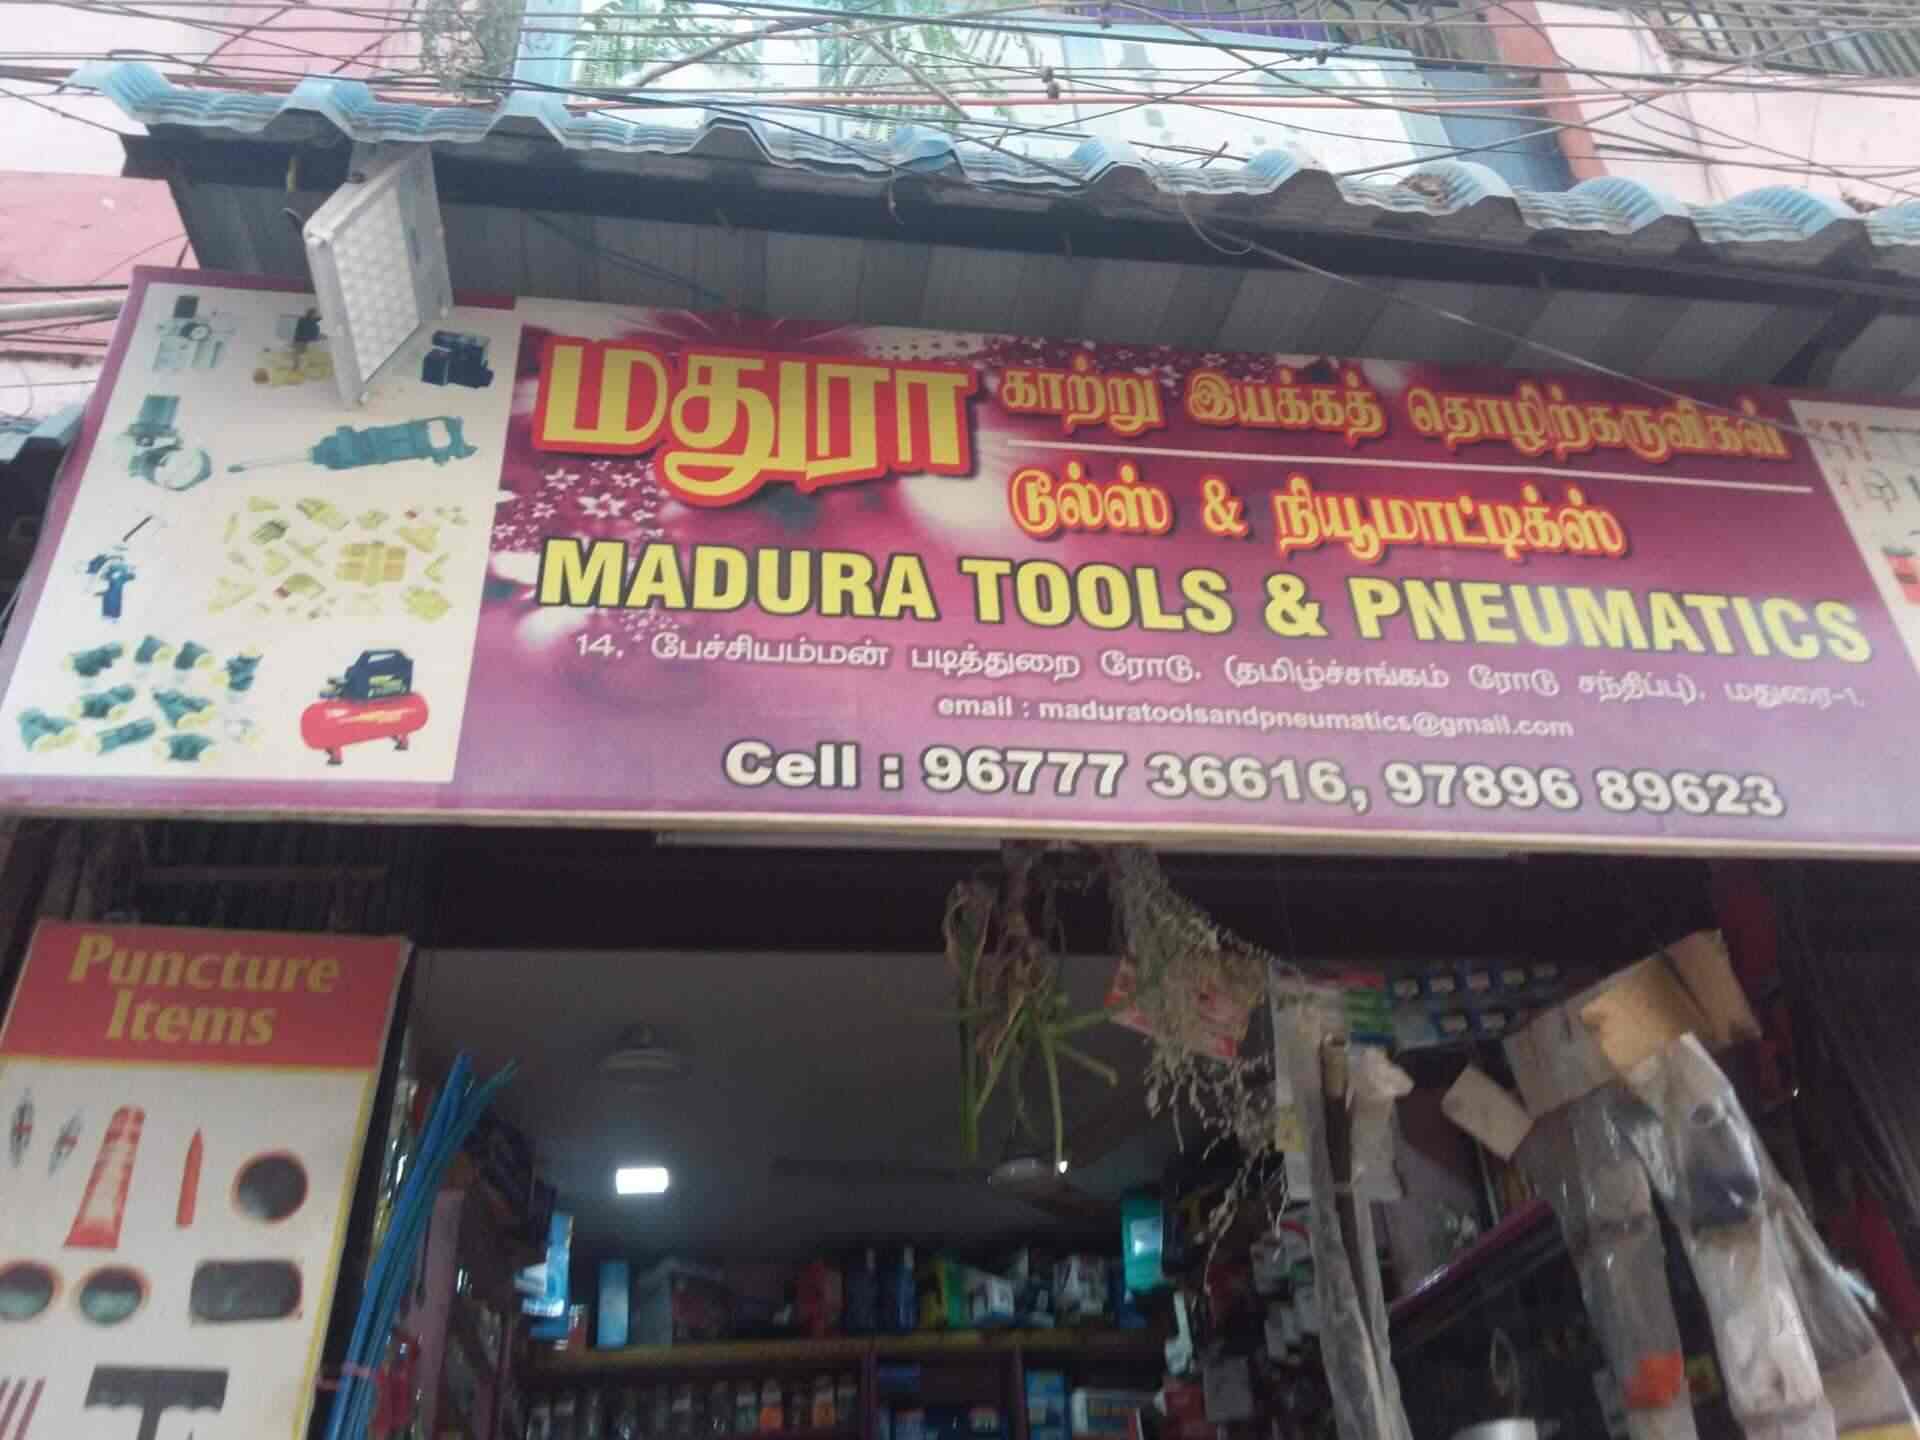 மதுரா
காற்று இயக்கத் தொழிற்கருவிகள்
டூல்ஸ் & நியூமாட்டிக்ஸ்
MADURA TOOLS & PNEUMATICS
14, பேச்சியம்மன் படித்துறை ரோடு, (தமிழ்ச்சங்கம் ரோடு சந்திப்பு), மதுரை-1.
email : maduratoolsandpneumatics@gmail.com
Cell : 96777 36616, 97896 89623
Puncture
Items